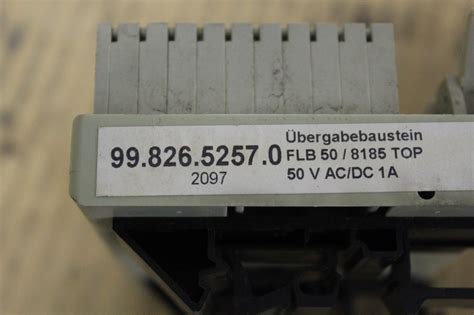 99.826.5257.0
2097
Übergabebaustein
FLB 50 / 8185 TOP
50 V AC/DC 1A